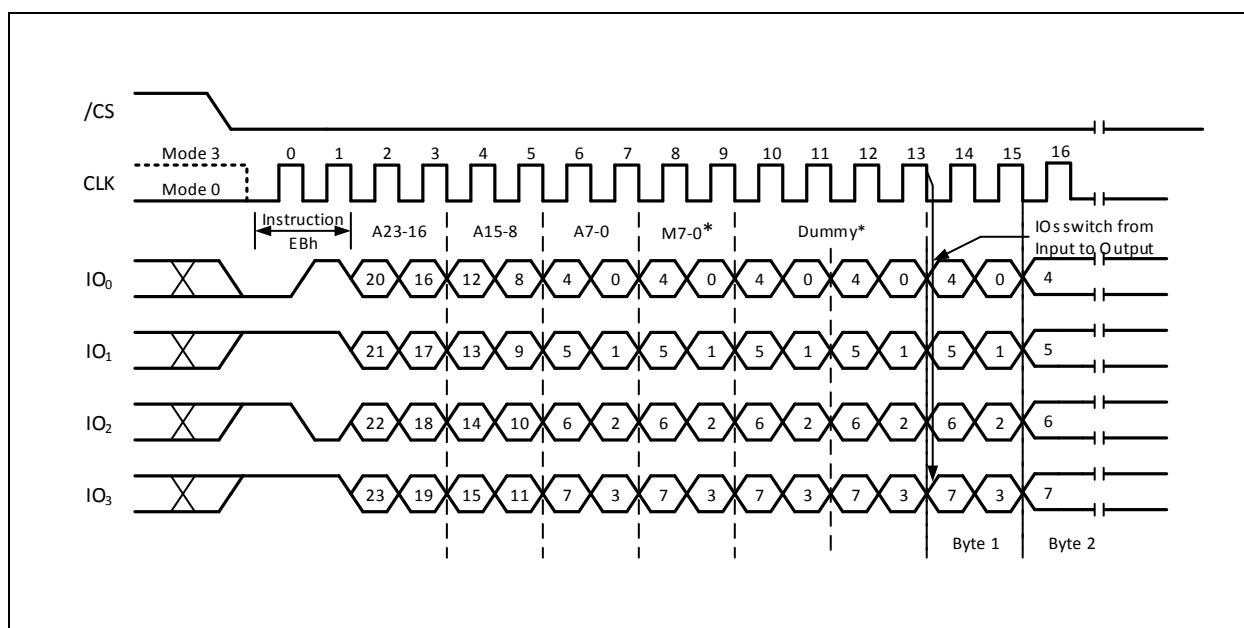 /CS
Mode 3
0 1 2 3 4 5 6 7 8 9 10 11 12 13 14 15 16
CLK
Mode 0
Instruction
EBh
A23-16 A15-8 A7-0 M7-0* Dummy*
IOs switch from
Input to Output
IO₀ 20 16 12 8 4 0 4 0 4 0 4 0 4 0 4
IO₁ 21 17 13 9 5 1 5 1 5 1 5 1 5 1 5
IO₂ 22 18 14 10 6 2 6 2 6 2 6 2 6 2 6
IO₃ 23 19 15 11 7 3 7 3 7 3 7 3 7 3 7
Byte 1 Byte 2